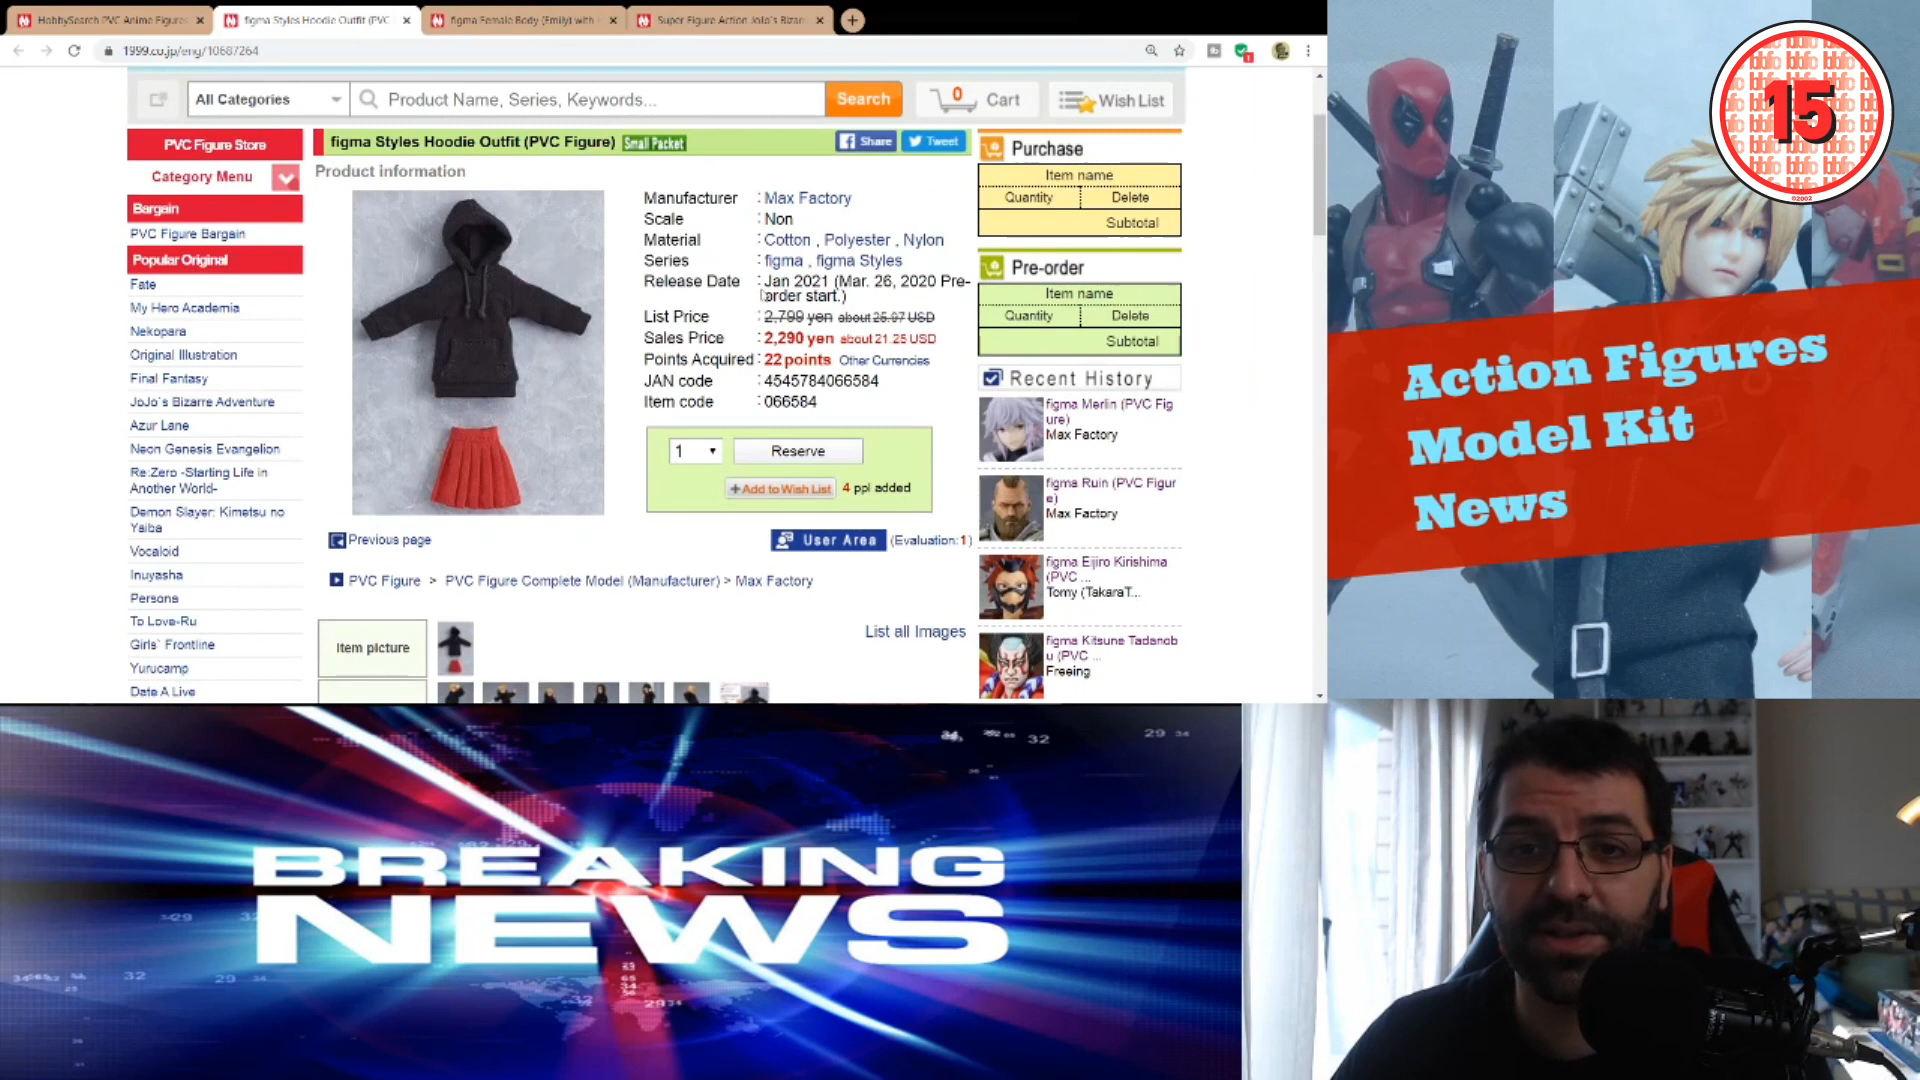 HobbySearch PVC Anime Figures
figma Styles Hoodie Outfit (PVC
figma Female Body (Emily) with
Super Figure Action JoJo's Bizar
1999.co.jp/eng/10687264
All Categories
Product Name, Series, Keywords...
Search
0
Cart
Wish List
PVC Figure Store
Category Menu
Bargain
PVC Figure Bargain
Popular Original
Fate
My Hero Academia
Nekopara
Original Illustration
Final Fantasy
JoJo's Bizarre Adventure
Azur Lane
Neon Genesis Evangelion
Re:Zero -Starting Life in
Another World-
Demon Slayer: Kimetsu no
Yaiba
Vocaloid
Inuyasha
Persona
To Love-Ru
Girls' Frontline
Yurucamp
Date A Live
figma Styles Hoodie Outfit (PVC Figure) Small Packet
Share
Tweet
Product information
Manufacturer : Max Factory
Scale : Non
Material : Cotton , Polyester , Nylon
Series : figma , figma Styles
Release Date : Jan 2021 (Mar. 26, 2020 Pre-
order start.)
List Price : 2,799 yen about 25.97 USD
Sales Price : 2,290 yen about 21.25 USD
Points Acquired : 22 points Other Currencies
JAN code : 4545784066584
Item code : 066584
1
Reserve
+Add to Wish List
4 ppl added
Previous page
User Area
(Evaluation:1)
PVC Figure > PVC Figure Complete Model (Manufacturer) > Max Factory
List all Images
Item picture
Purchase
Item name
Quantity
Delete
Subtotal
Pre-order
Item name
Quantity
Delete
Subtotal
Recent History
figma Merlin (PVC Fig
ure)
Max Factory
figma Ruin (PVC Figur
e)
Max Factory
figma Eijiro Kirishima
(PVC ...
Tomy (TakaraT...
figma Kitsune Tadanob
u (PVC ...
Freeing
15
©2002
Action Figures
Model Kit
News
BREAKING
NEWS
32
29
34